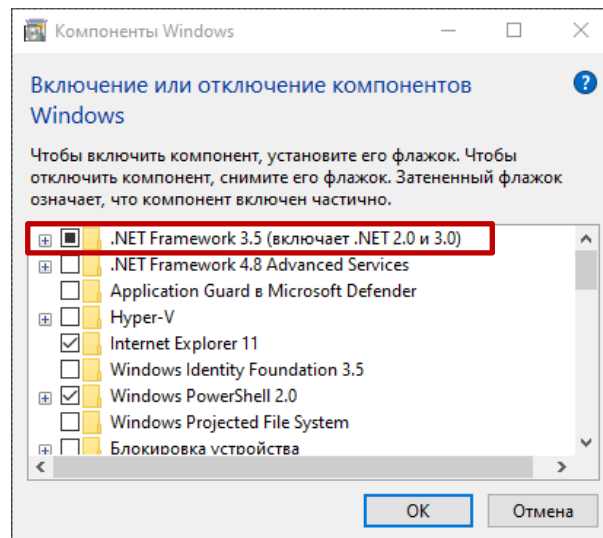 Компоненты Windows
Включение или отключение компонентов
Windows
?
Чтобы включить компонент, установите его флажок. Чтобы
отключить компонент, снимите его флажок. Затененный флажок
означает, что компонент включен частично.
.NET Framework 3.5 (включает .NET 2.0 и 3.0)
.NET Framework 4.8 Advanced Services
Application Guard в Microsoft Defender
Hyper-V
Internet Explorer 11
Windows Identity Foundation 3.5
Windows PowerShell 2.0
Windows Projected File System
Блокировка устройства
ОК Отмена